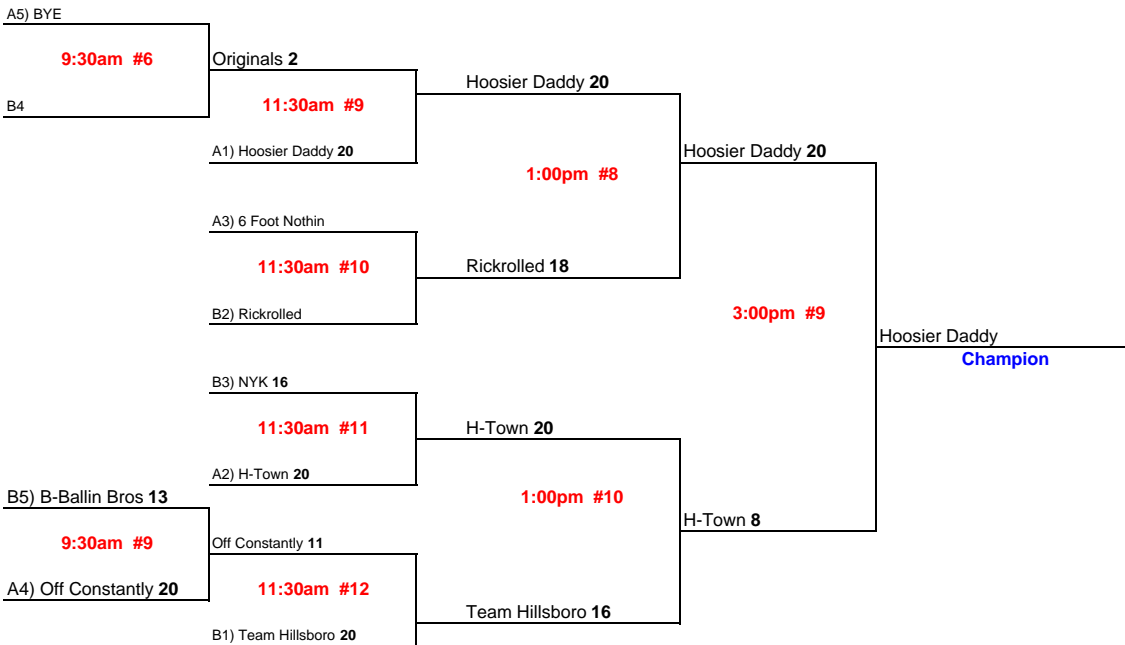 A5) BYE
9:30am #6
B4
Originals 2
11:30am #9
A1) Hoosier Daddy 20
Hoosier Daddy 20
1:00pm #8
Hoosier Daddy 20
A3) 6 Foot Nothin
11:30am #10
B2) Rickrolled
Rickrolled 18
3:00pm #9
Hoosier Daddy
Champion
B3) NYK 16
11:30am #11
A2) H-Town 20
H-Town 20
1:00pm #10
H-Town 8
B5) B-Ballin Bros 13
9:30am #9
A4) Off Constantly 20
Off Constantly 11
11:30am #12
B1) Team Hillsboro 20
Team Hillsboro 16